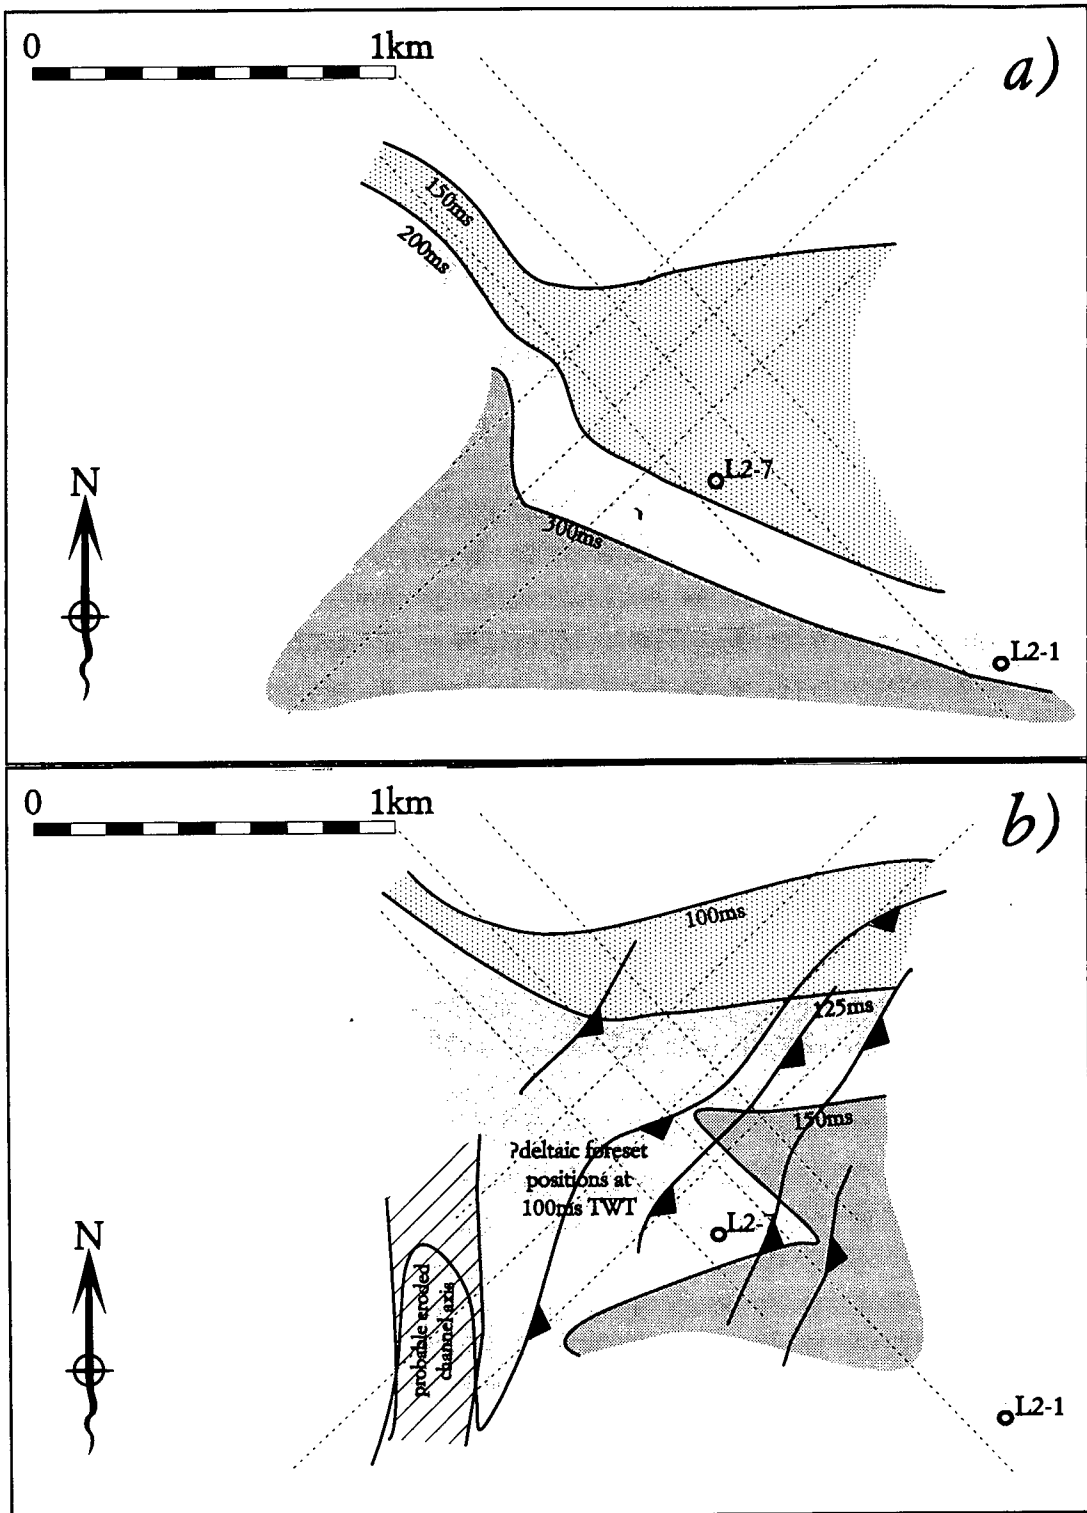 0 1km
a)
150ms
200ms
L2-7
N
300ms
L2-1
0 1km
b)
100ms
125ms
150ms
?deltaic foreset
positions at
100ms TWT
L2-7
N
probable eroded
channel axis
L2-1